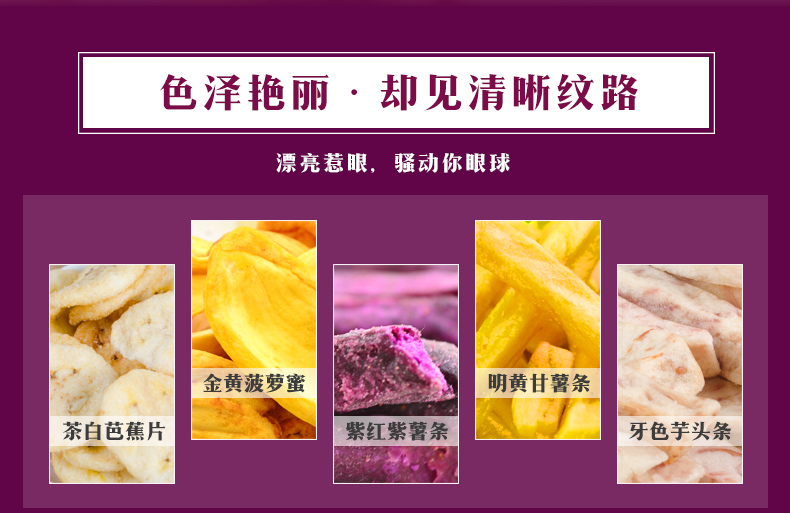 色泽艳丽·却见清晰纹路
漂亮惹眼,骚动你眼球
茶白芭蕉片
金黄菠萝蜜
紫红紫薯条
明黄甘薯条
牙色芋头条